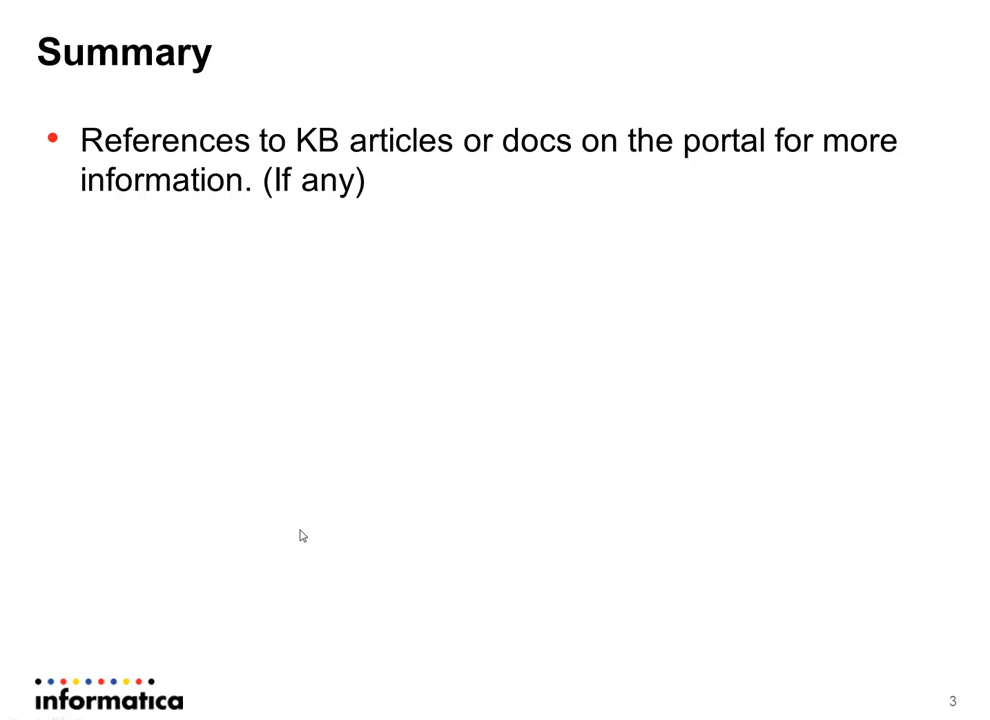 Summary
• References to KB articles or docs on the portal for more
information. (If any)
informatica
3